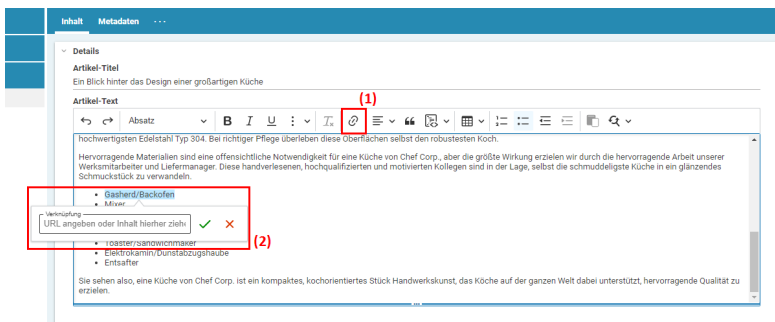 Inhalt Metadaten ...
Details
Artikel-Titel
Ein Blick hinter das Design einer großartigen Küche
(1)
Artikel-Text
Absatz B I U
hochwertigsten Edelstahl Typ 304. Bei richtiger Pflege überleben diese Oberflächen selbst den robustesten Koch.
Hervorragende Materialien sind eine offensichtliche Notwendigkeit für eine Küche von Chef Corp., aber die größte Wirkung erzielen wir durch die hervorragende Arbeit unserer
Werksmitarbeiter und Liefermanager. Diese handverlesenen, hochqualifizierten und motivierten Kollegen sind in der Lage, selbst die schmuddeligste Küche in ein glänzendes
Schmuckstück zu verwandeln.
Gasherd/Backofen
Mixer
Verknüpfung
URL angeben oder Inhalt hierher ziehe
(2)
Toaster/Sandwichmaker
Elektrokamin/Dunstabzugshaube
Entsafter
Sie sehen also, eine Küche von Chef Corp. ist ein kompaktes, kochorientiertes Stück Handwerkskunst, das Köche auf der ganzen Welt dabei unterstützt, hervorragende Qualität zu
erzielen.